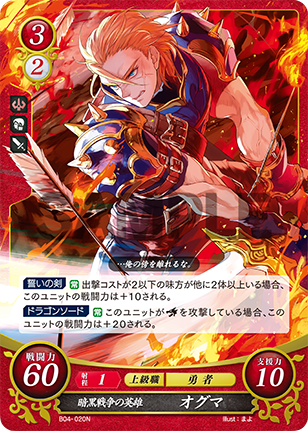 3
2
SAMPLE
…俺の傍を離れるな。
誓いの剣 常 出撃コストが2以下の味方が他に2体以上いる場合、
このユニットの戦闘力は+10される。
ドラゴンソード 常 このユニットが を攻撃している場合、この
ユニットの戦闘力は+20される。
戦闘力
60
射程 1 上級職 勇者
支援力
10
暗黒戦争の英雄 オグマ
B04-020N
Illust:まよ